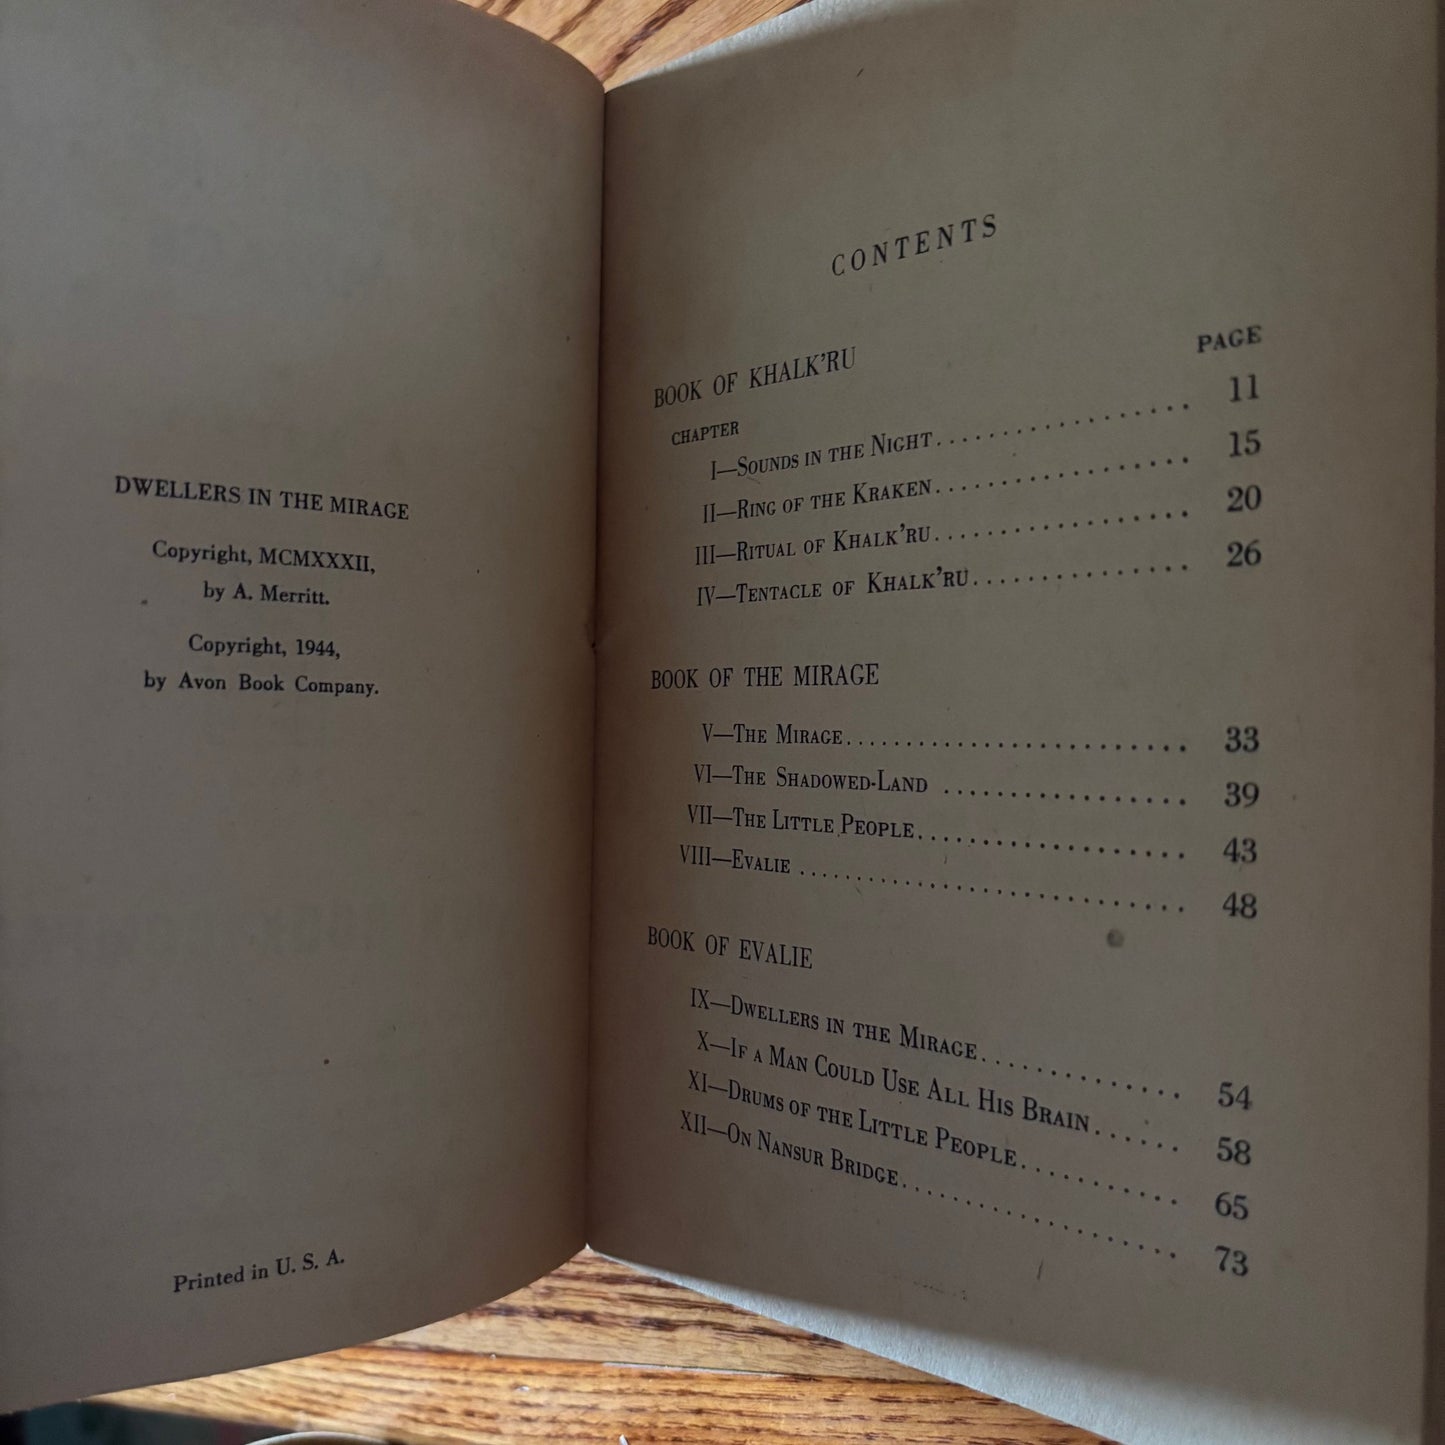 DWELLERS IN THE MIRAGE
Copyright, MCMXXXII,
by A. Merritt.
Copyright, 1944,
by Avon Book Company.
Printed in U. S. A.
CONTENTS
PAGE
BOOK OF KHALK'RU
CHAPTER
I—SOUNDS IN THE NIGHT.................... 11
II—RING OF THE KRAKEN.................... 15
III—RITUAL OF KHALK'RU.................... 20
IV—TENTACLE OF KHALK'RU................ 26
BOOK OF THE MIRAGE
V—THE MIRAGE............................. 33
VI—THE SHADOWED-LAND .................. 39
VII—THE LITTLE PEOPLE..................... 43
VIII—EVALIE .............................. 48
BOOK OF EVALIE
IX—DWELLERS IN THE MIRAGE............... 54
X—IF A MAN COULD USE ALL HIS BRAIN...... 58
XI—DRUMS OF THE LITTLE PEOPLE........... 65
XII—ON NANSUR BRIDGE..................... 73